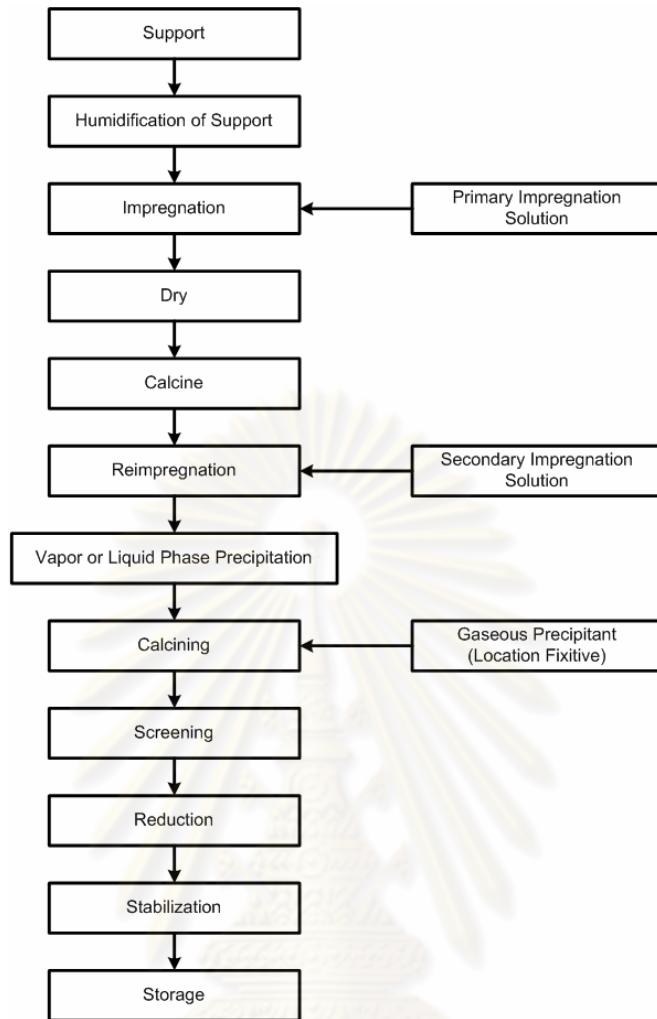 Support
Humidification of Support
Impregnation
Primary Impregnation
Solution
Dry
Calcine
Reimpregnation
Secondary Impregnation
Solution
Vapor or Liquid Phase Precipitation
Calcining
Gaseous Precipitant
(Location Fixitive)
Screening
Reduction
Stabilization
Storage